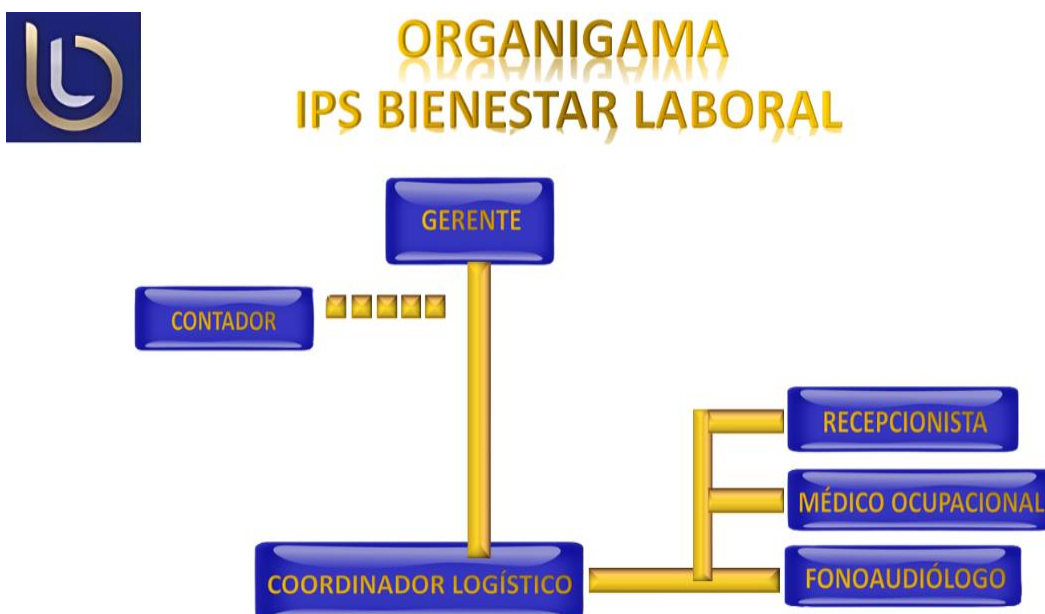 ORGANIGAMA
IPS BIENESTAR LABORAL
GERENTE
CONTADOR
RECEPCIONISTA
MÉDICO OCUPACIONAL
COORDINADOR LOGÍSTICO
FONOAUDIÓLOGO